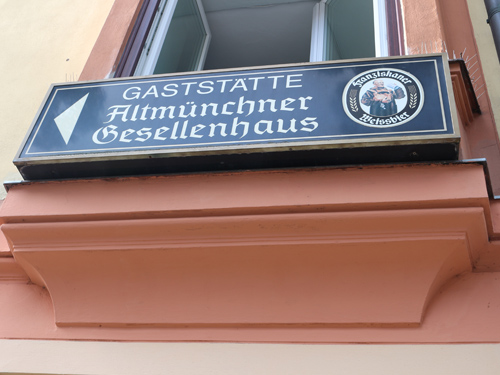 GASTSTÄTTE
Altmünchner
Gesellenhaus
Franziskaner
Weissbier